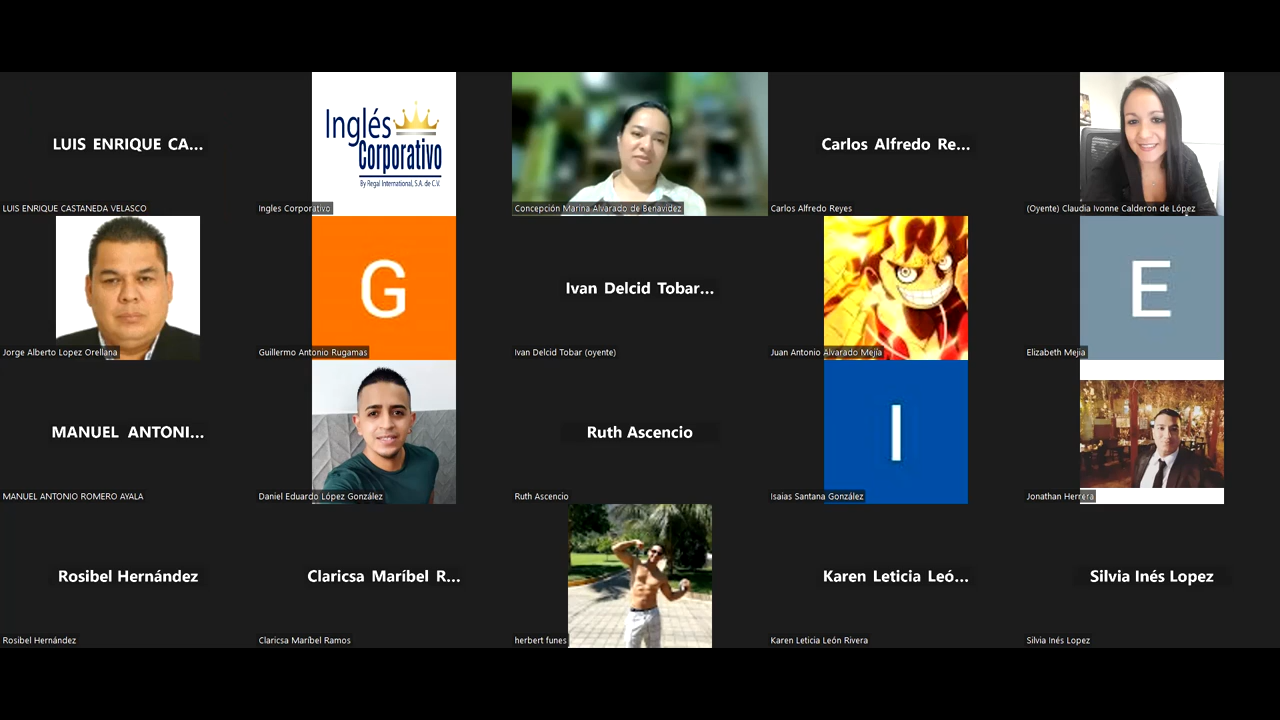 LUIS ENRIQUE CA...
LUIS ENRIQUE CASTANEDA VELASCO
Inglés
Corporativo
By Regal International, S.A. de C.V.
Ingles Corporativo
Concepción Marina Alvarado de Benavidez
Carlos Alfredo Re...
Carlos Alfredo Reyes
(Oyente) Claudia Ivonne Calderon de López
Jorge Alberto Lopez Orellana
G
Guillermo Antonio Rugamas
Ivan Delcid Tobar...
Ivan Delcid Tobar (oyente)
Juan Antonio Alvarado Mejía
E
Elizabeth Mejia
MANUEL ANTONI...
MANUEL ANTONIO ROMERO AYALA
Daniel Eduardo López González
Ruth Ascencio
Ruth Ascencio
I
Isaias Santana González
Jonathan Herrera
Rosibel Hernández
Rosibel Hernández
Claricsa Maríbel R...
Claricsa Maríbel Ramos
herbert funes
Karen Leticia Leó...
Karen Leticia León Rivera
Silvia Inés Lopez
Silvia Inés Lopez